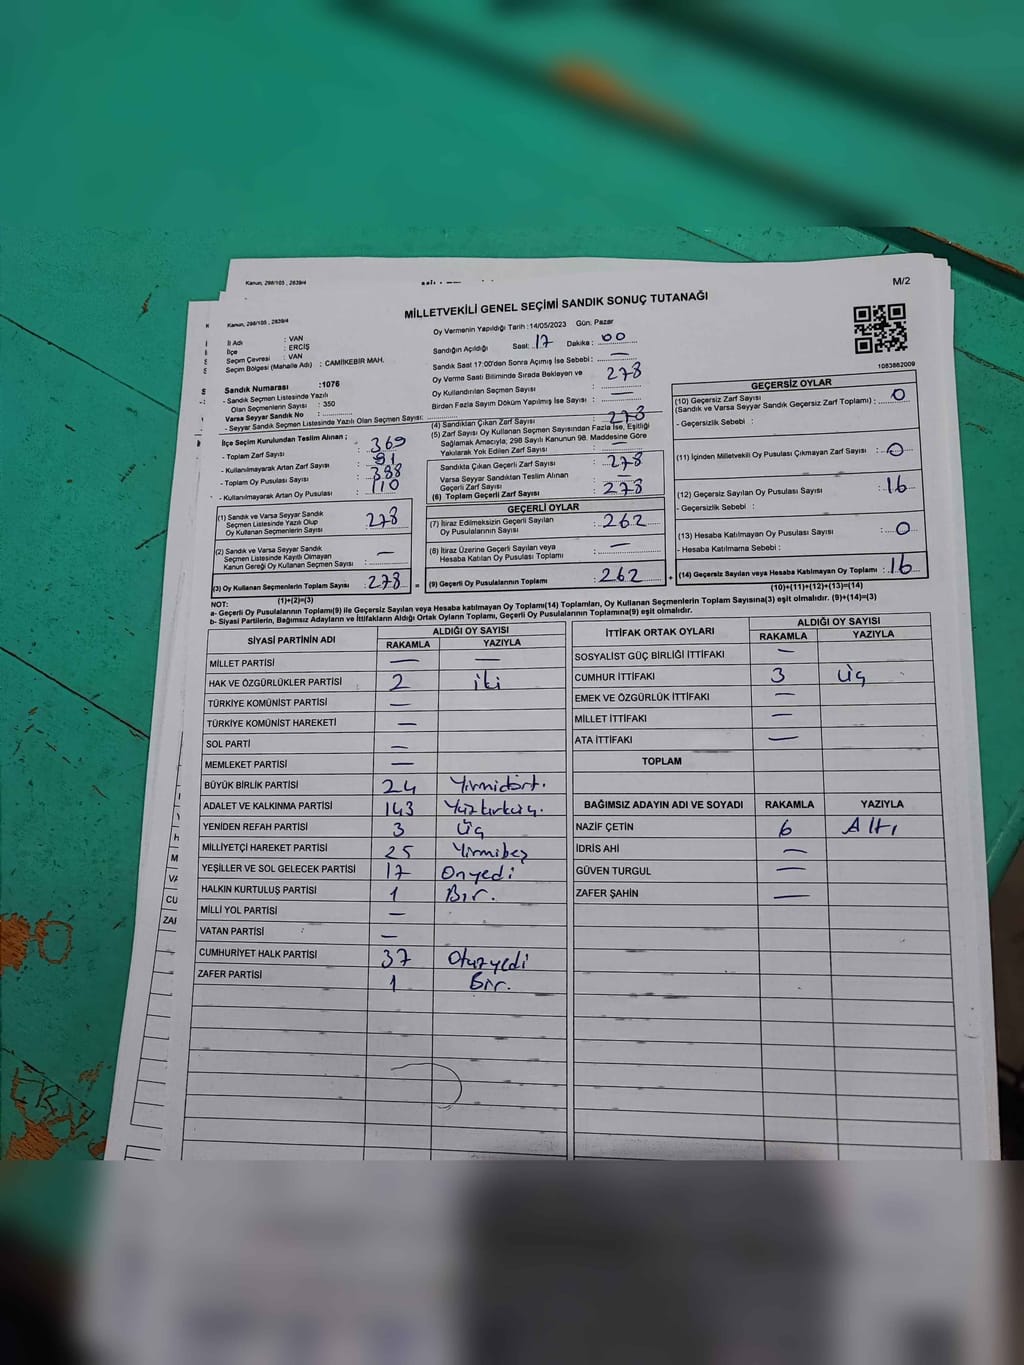 Kanun, 298/105 , 2839/4
M/2
MİLLETVEKİLİ GENEL SEÇİMİ SANDIK SONUÇ TUTANAĞI
Kanun, 298/105 , 2839/4
İl Adı : VAN
İlçe : ERCİŞ
Seçim Çevresi : VAN
Seçim Bölgesi (Mahalle Adı) : CAMİİKEBİR MAH.
Sandık Numarası :1076
- Sandık Seçmen Listesinde Yazılı
Olan Seçmenlerin Sayısı : 350
Varsa Seyyar Sandık No :
- Seyyar Sandık Seçmen Listesinde Yazılı Olan Seçmen Sayısı:
Oy Vermenin Yapıldığı Tarih : 14/05/2023 Gün: Pazar
Sandığın Açıldığı Saat: 17 Dakika : 00
Sandık Saat 17:00'den Sonra Açımış İse Sebebi : —
Oy Verme Saati Bitiminde Sırada Bekleyen ve
Oy Kullandırılan Seçmen Sayısı : 278
Birden Fazla Sayım Döküm Yapılmış İse Sayısı : —
1083862009
İlçe Seçim Kurulundan Teslim Alınan ;
- Toplam Zarf Sayısı : 369
- Kullanılmayarak Artan Zarf Sayısı : 91
- Toplam Oy Pusulası Sayısı : 388
- Kullanılmayarak Artan Oy Pusulası : 110
(1) Sandık ve Varsa Seyyar Sandık
Seçmen Listesinde Yazılı Olup
Oy Kullanan Seçmenlerin Sayısı : 278
(2) Sandık ve Varsa Seyyar Sandık
Seçmen Listesinde Kayıtlı Olmayan
Kanun Gereği Oy Kullanan Seçmen Sayısı : —
(3) Oy Kullanan Seçmenlerin Toplam Sayısı : 278 =
(1)+(2)=(3)
(4) Sandıktan Çıkan Zarf Sayısı : 278
(5) Zarf Sayısı Oy Kullanan Seçmen Sayısından Fazla İse, Eşitliği
Sağlamak Amacıyla; 298 Sayılı Kanunun 98. Maddesine Göre
Yakılarak Yok Edilen Zarf Sayısı :
Sandıkta Çıkan Geçerli Zarf Sayısı : 278
Varsa Seyyar Sandıktan Teslim Alınan
Geçerli Zarf Sayısı : —
(6) Toplam Geçerli Zarf Sayısı : 278
GEÇERLİ OYLAR
(7) İtiraz Edilmeksizin Geçerli Sayılan
Oy Pusulalarının Sayısı : 262
(8) İtiraz Üzerine Geçerli Sayılan veya
Hesaba Katılan Oy Pusulası Toplamı : —
(9) Geçerli Oy Pusulalarının Toplamı : 262 +
GEÇERSİZ OYLAR
(10) Geçersiz Zarf Sayısı
(Sandık ve Varsa Seyyar Sandık Geçersiz Zarf Toplamı) : 0
- Geçersizlik Sebebi :
(11) İçinden Milletvekili Oy Pusulası Çıkmayan Zarf Sayısı : 0
(12) Geçersiz Sayılan Oy Pusulası Sayısı : 16
- Geçersizlik Sebebi :
(13) Hesaba Katılmayan Oy Pusulası Sayısı : 0
- Hesaba Katılmama Sebebi :
(14) Geçersiz Sayılan veya Hesaba Katılmayan Oy Toplamı : 16
(10)+(11)+(12)+(13)=(14)
NOT:
a- Geçerli Oy Pusulalarının Toplamı(9) ile Geçersiz Sayılan veya Hesaba katılmayan Oy Toplamı(14) Toplamları, Oy Kullanan Seçmenlerin Toplam Sayısına(3) eşit olmalıdır. (9)+(14)=(3)
b- Siyasi Partilerin, Bağımsız Adayların ve İttifakların Aldığı Ortak Oyların Toplamı, Geçerli Oy Pusulalarının Toplamına(9) eşit olmalıdır.
SİYASİ PARTİNİN ADI ALDIĞI OY SAYISI
RAKAMLA YAZIYLA
MİLLET PARTİSİ — —
HAK VE ÖZGÜRLÜKLER PARTİSİ 2 iki
TÜRKİYE KOMÜNİST PARTİSİ —
TÜRKİYE KOMÜNİST HAREKETİ —
SOL PARTİ —
MEMLEKET PARTİSİ —
BÜYÜK BİRLİK PARTİSİ 24 Yirmidört.
ADALET VE KALKINMA PARTİSİ 143 Yüzkırküç.
YENİDEN REFAH PARTİSİ 3 Üç
MİLLİYETÇİ HAREKET PARTİSİ 25 Yirmibeş
YEŞİLLER VE SOL GELECEK PARTİSİ 17 Onyedi
HALKIN KURTULUŞ PARTİSİ 1 Bir.
MİLLİ YOL PARTİSİ —
VATAN PARTİSİ —
CUMHURİYET HALK PARTİSİ 37 Otuzyedi
ZAFER PARTİSİ 1 Bir.
İTTİFAK ORTAK OYLARI ALDIĞI OY SAYISI
RAKAMLA YAZIYLA
SOSYALİST GÜÇ BİRLİĞİ İTTİFAKI —
CUMHUR İTTİFAKI 3 Üç
EMEK VE ÖZGÜRLÜK İTTİFAKI —
MİLLET İTTİFAKI —
ATA İTTİFAKI —
TOPLAM
BAĞIMSIZ ADAYIN ADI VE SOYADI RAKAMLA YAZIYLA
NAZİF ÇETİN 6 Altı
İDRİS AHİ —
GÜVEN TURGUL —
ZAFER ŞAHİN —